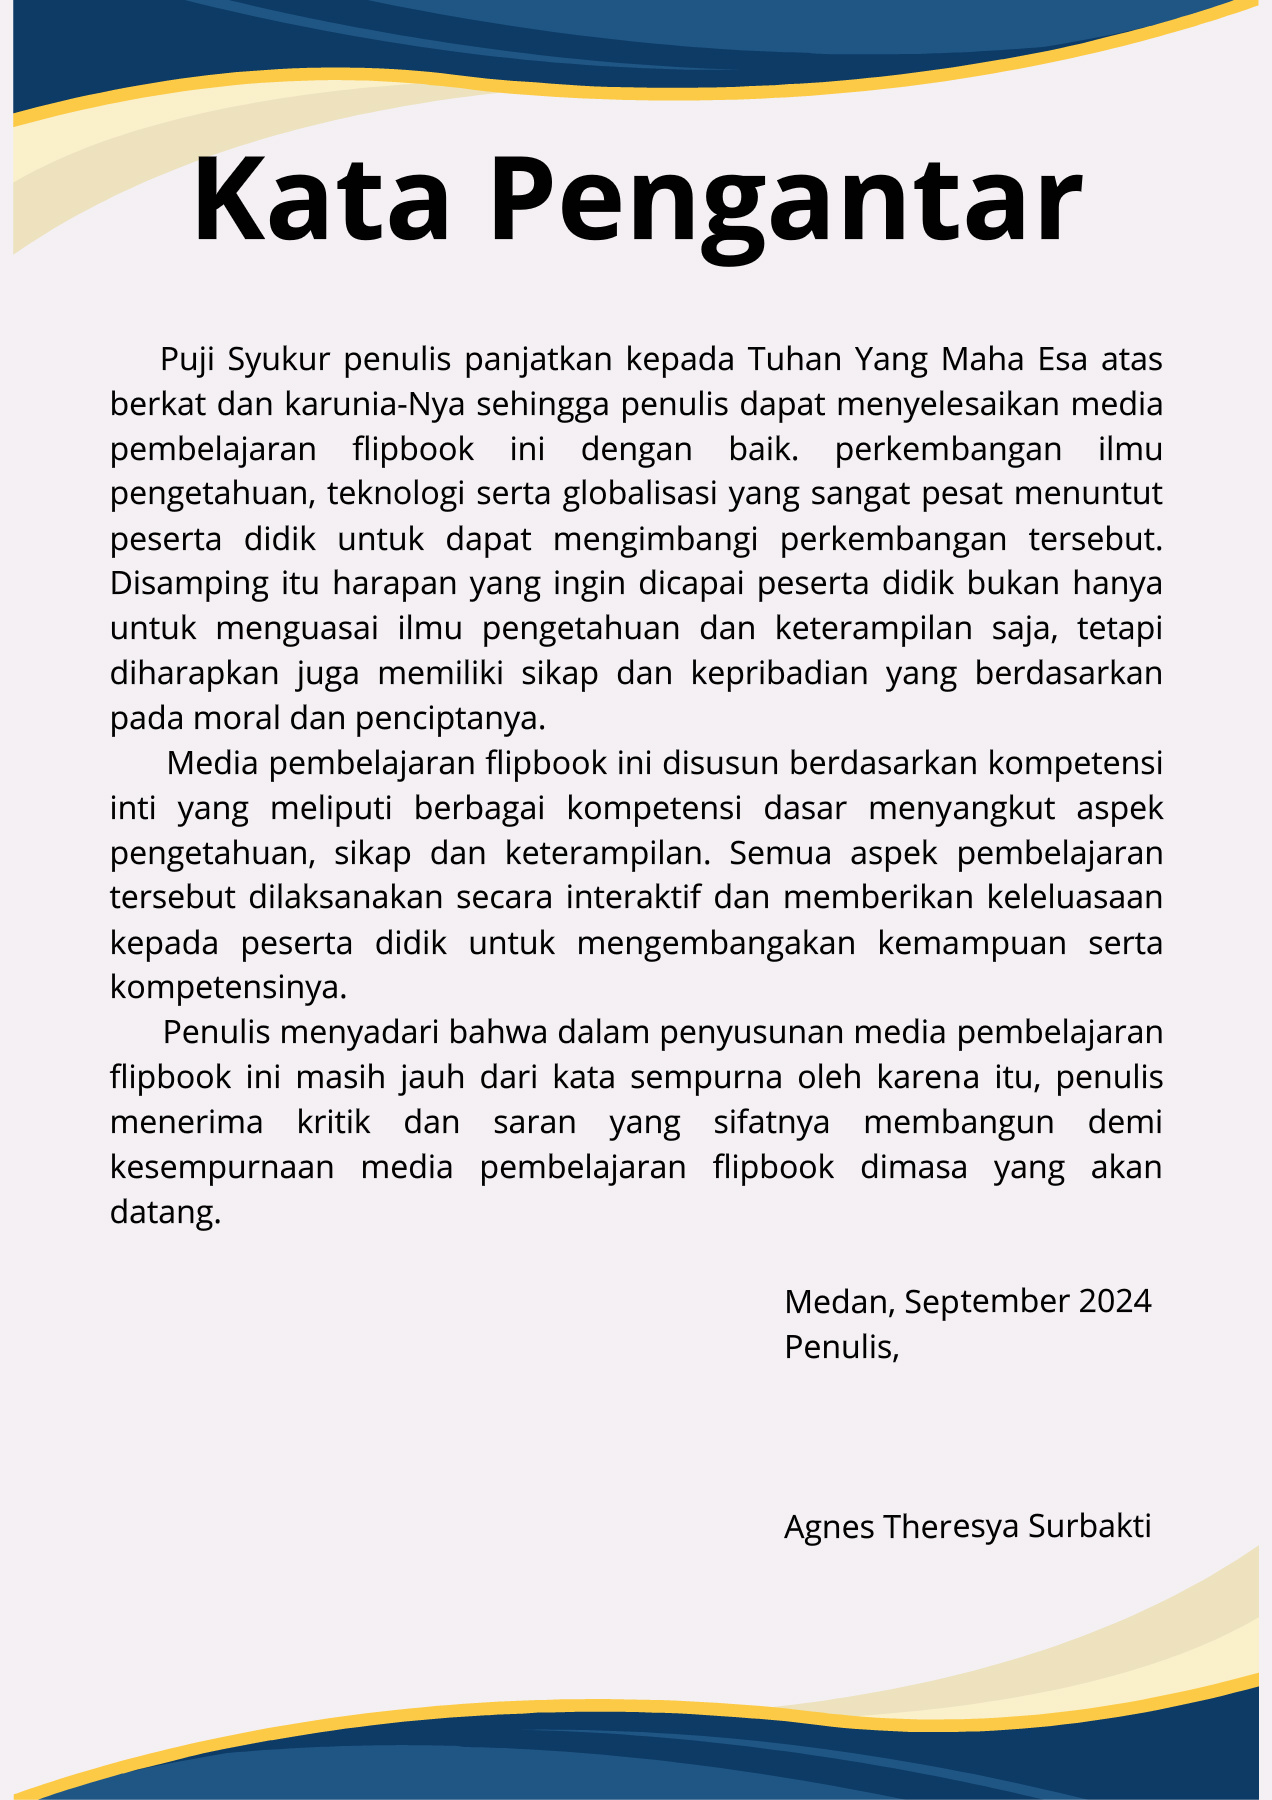 Kata Pengantar
Puji Syukur penulis panjatkan kepada Tuhan Yang Maha Esa atas
berkat dan karunia-Nya sehingga penulis dapat menyelesaikan media
pembelajaran flipbook ini dengan baik. perkembangan ilmu
pengetahuan, teknologi serta globalisasi yang sangat pesat menuntut
peserta didik untuk dapat mengimbangi perkembangan tersebut.
Disamping itu harapan yang ingin dicapai peserta didik bukan hanya
untuk menguasai ilmu pengetahuan dan keterampilan saja, tetapi
diharapkan juga memiliki sikap dan kepribadian yang berdasarkan
pada moral dan penciptanya.
Media pembelajaran flipbook ini disusun berdasarkan kompetensi
inti yang meliputi berbagai kompetensi dasar menyangkut aspek
pengetahuan, sikap dan keterampilan. Semua aspek pembelajaran
tersebut dilaksanakan secara interaktif dan memberikan keleluasaan
kepada peserta didik untuk mengembangakan kemampuan serta
kompetensinya.
Penulis menyadari bahwa dalam penyusunan media pembelajaran
flipbook ini masih jauh dari kata sempurna oleh karena itu, penulis
menerima kritik dan saran yang sifatnya membangun demi
kesempurnaan media pembelajaran flipbook dimasa yang akan
datang.
Medan, September 2024
Penulis,
Agnes Theresya Surbakti